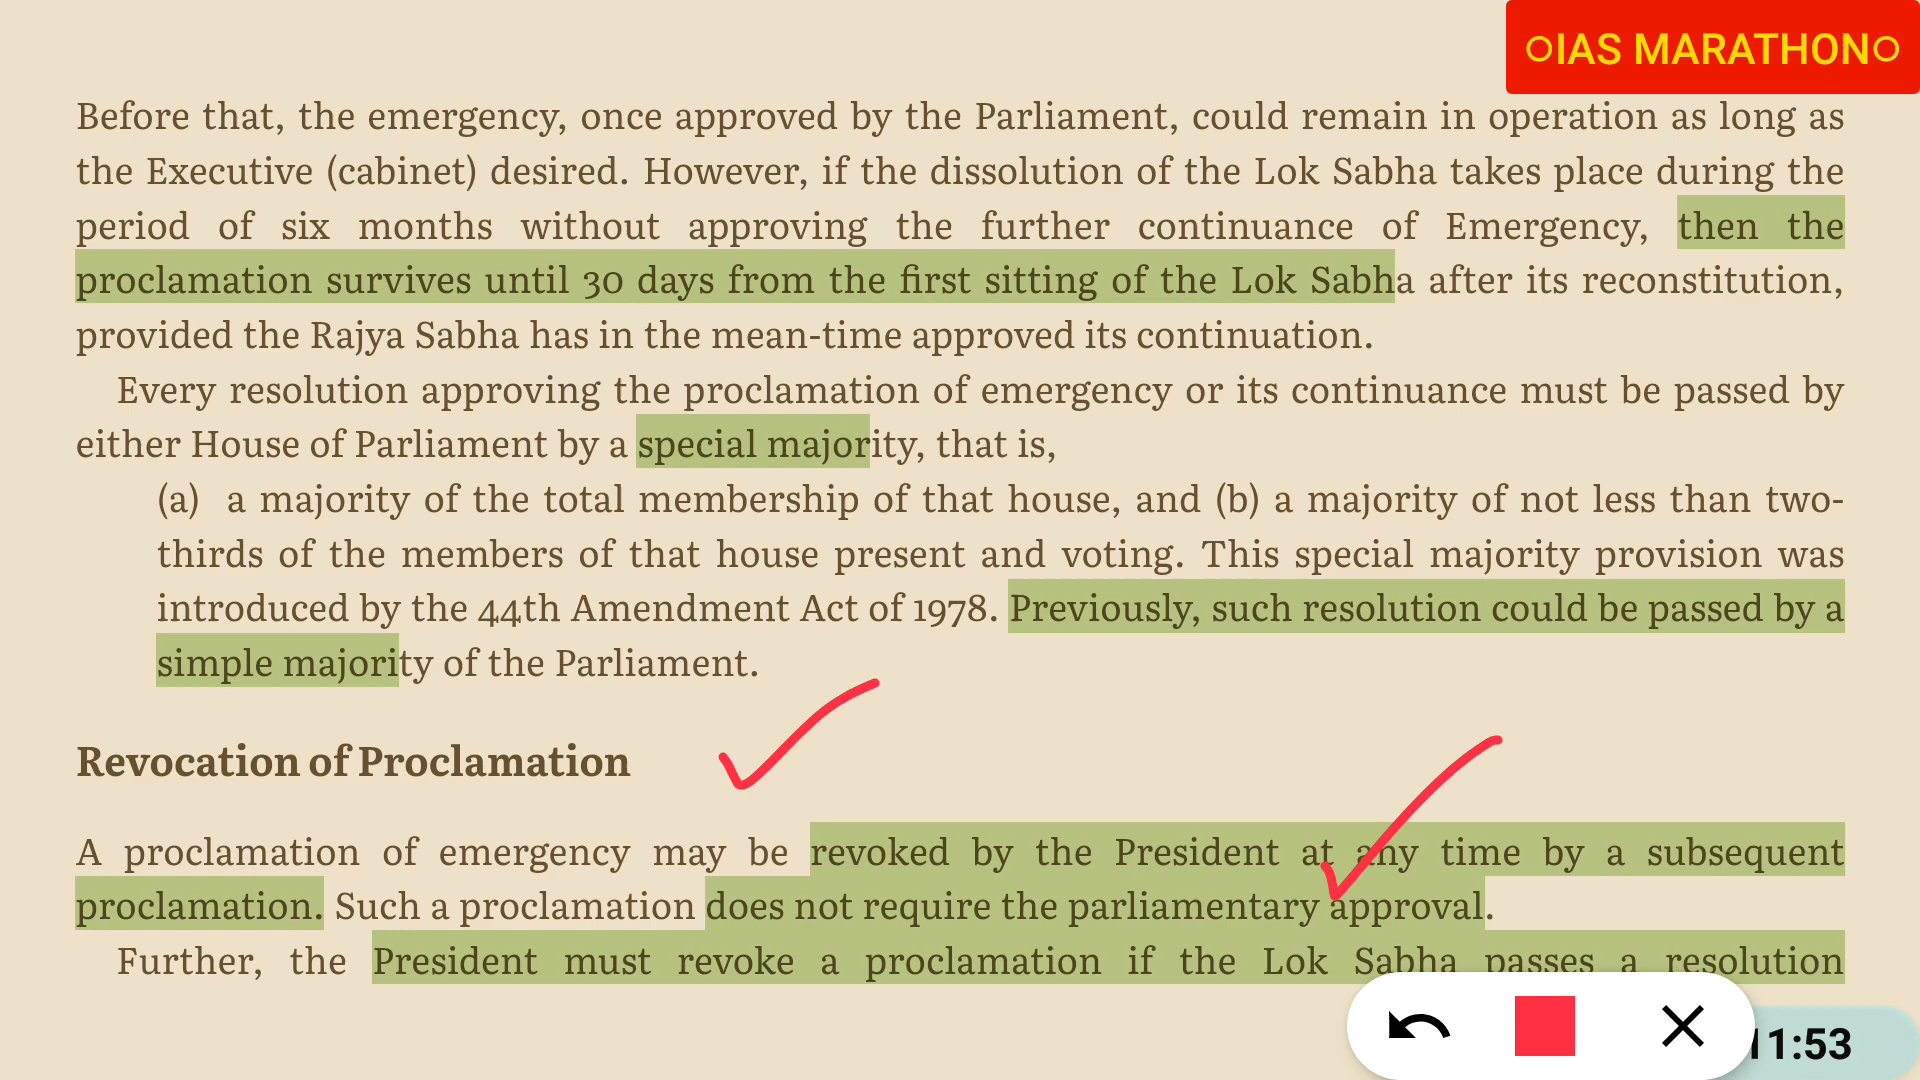 ○IAS MARATHON○
Before that, the emergency, once approved by the Parliament, could remain in operation as long as
the Executive (cabinet) desired. However, if the dissolution of the Lok Sabha takes place during the
period of six months without approving the further continuance of Emergency, then the
proclamation survives until 30 days from the first sitting of the Lok Sabha after its reconstitution,
provided the Rajya Sabha has in the mean-time approved its continuation.
Every resolution approving the proclamation of emergency or its continuance must be passed by
either House of Parliament by a special majority, that is,
(a) a majority of the total membership of that house, and (b) a majority of not less than two-
thirds of the members of that house present and voting. This special majority provision was
introduced by the 44th Amendment Act of 1978. Previously, such resolution could be passed by a
simple majority of the Parliament.
Revocation of Proclamation
A proclamation of emergency may be revoked by the President at any time by a subsequent
proclamation. Such a proclamation does not require the parliamentary approval.
Further, the President must revoke a proclamation if the Lok Sabha passes a resolution
11:53